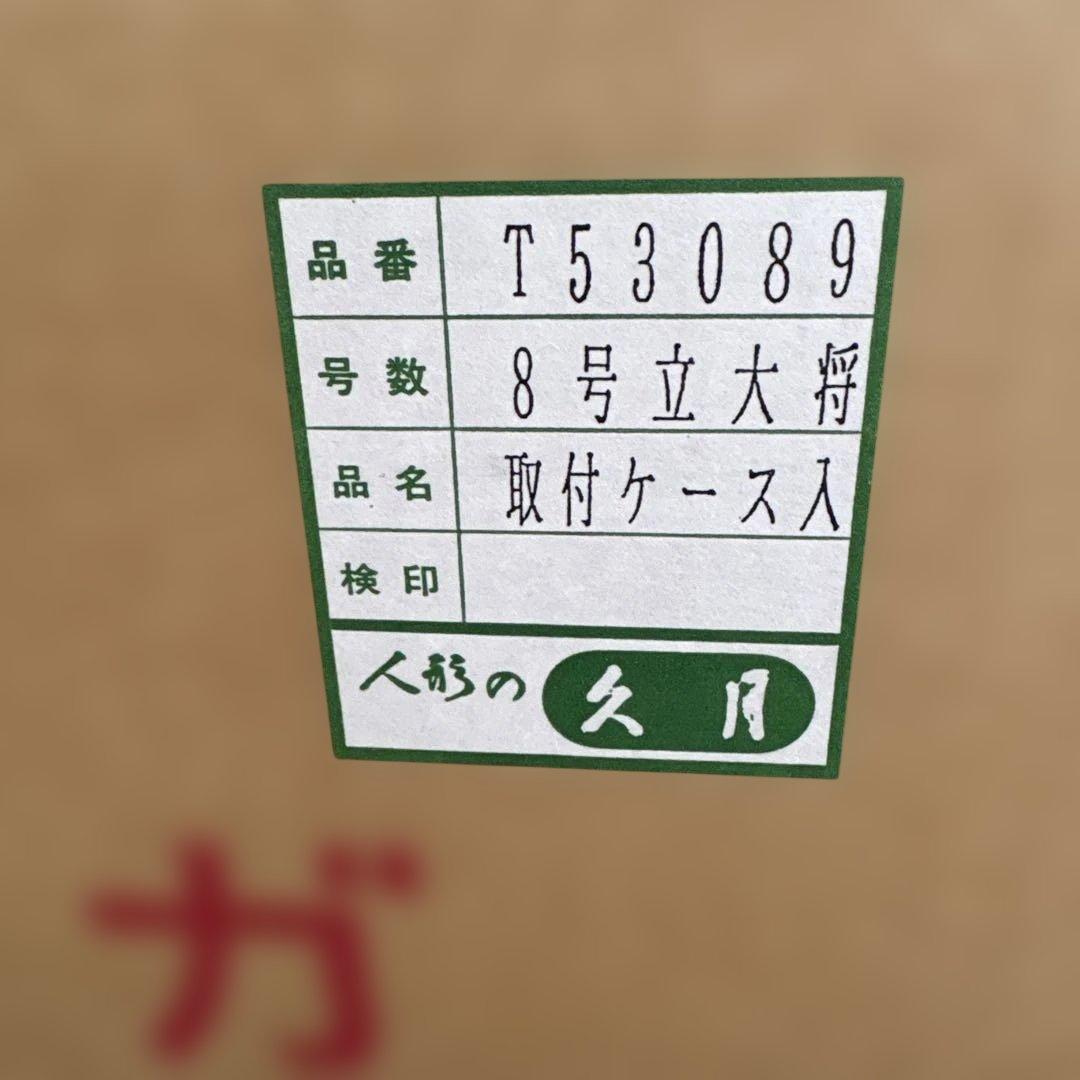 品番 T53089
号数 8号立大将
品名 取付ケース入
検印
人形の久月
ガ